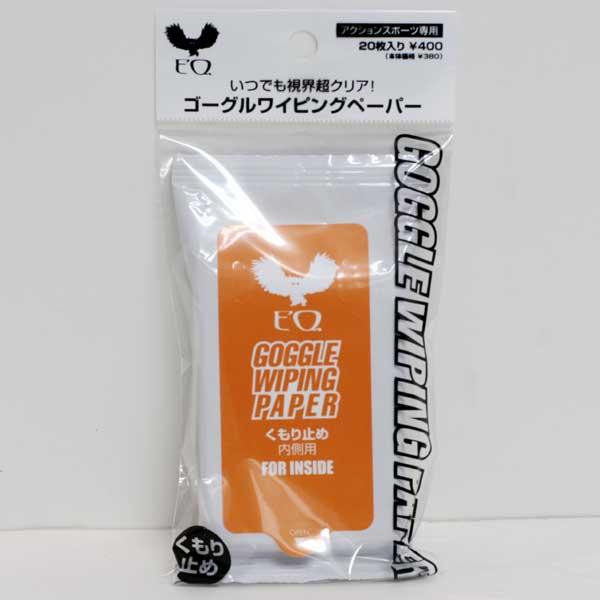 E'Q.
アクションスポーツ専用
20枚入り ¥400
(本体価格 ¥380)
いつでも視界超クリア!
ゴーグルワイピングペーパー
GOGGLE WIPING PAPER
E'Q.
GOGGLE
WIPING
PAPER
くもり止め
内側用
FOR INSIDE
OPEN
くもり
止め